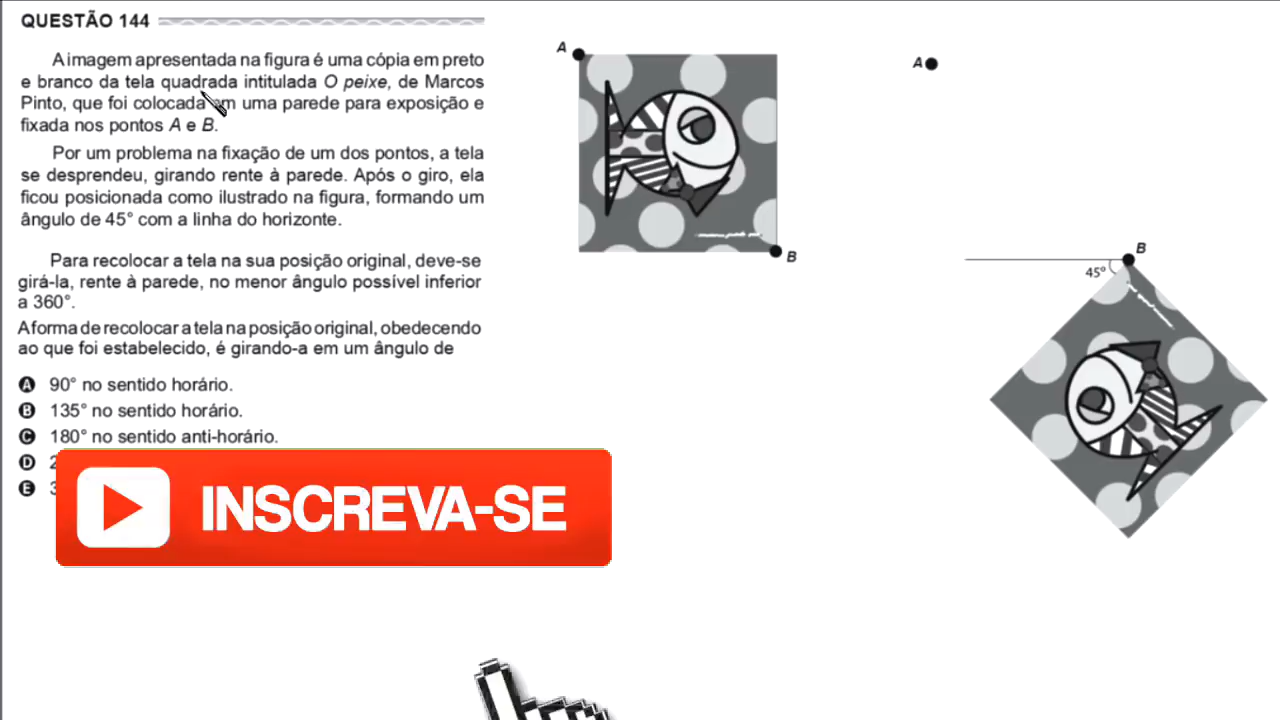 QUESTÃO 144
A imagem apresentada na figura é uma cópia em preto
e branco da tela quadrada intitulada O peixe, de Marcos
Pinto, que foi colocada em uma parede para exposição e
fixada nos pontos A e B.
Por um problema na fixação de um dos pontos, a tela
se desprendeu, girando rente à parede. Após o giro, ela
ficou posicionada como ilustrado na figura, formando um
ângulo de 45° com a linha do horizonte.
Para recolocar a tela na sua posição original, deve-se
girá-la, rente à parede, no menor ângulo possível inferior
a 360°.
A forma de recolocar a tela na posição original, obedecendo
ao que foi estabelecido, é girando-a em um ângulo de
A 90° no sentido horário.
B 135° no sentido horário.
C 180° no sentido anti-horário.
D 2
E 3
INSCREVA-SE
A
B
A
B
45°